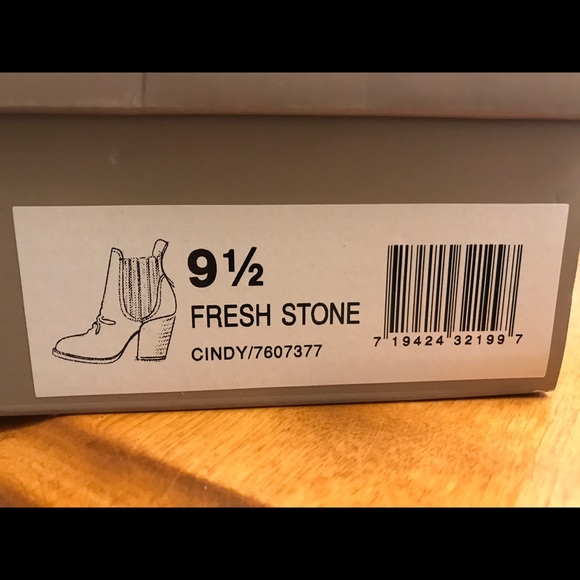 9½
FRESH STONE
CINDY/7607377
7 19424 32199 7